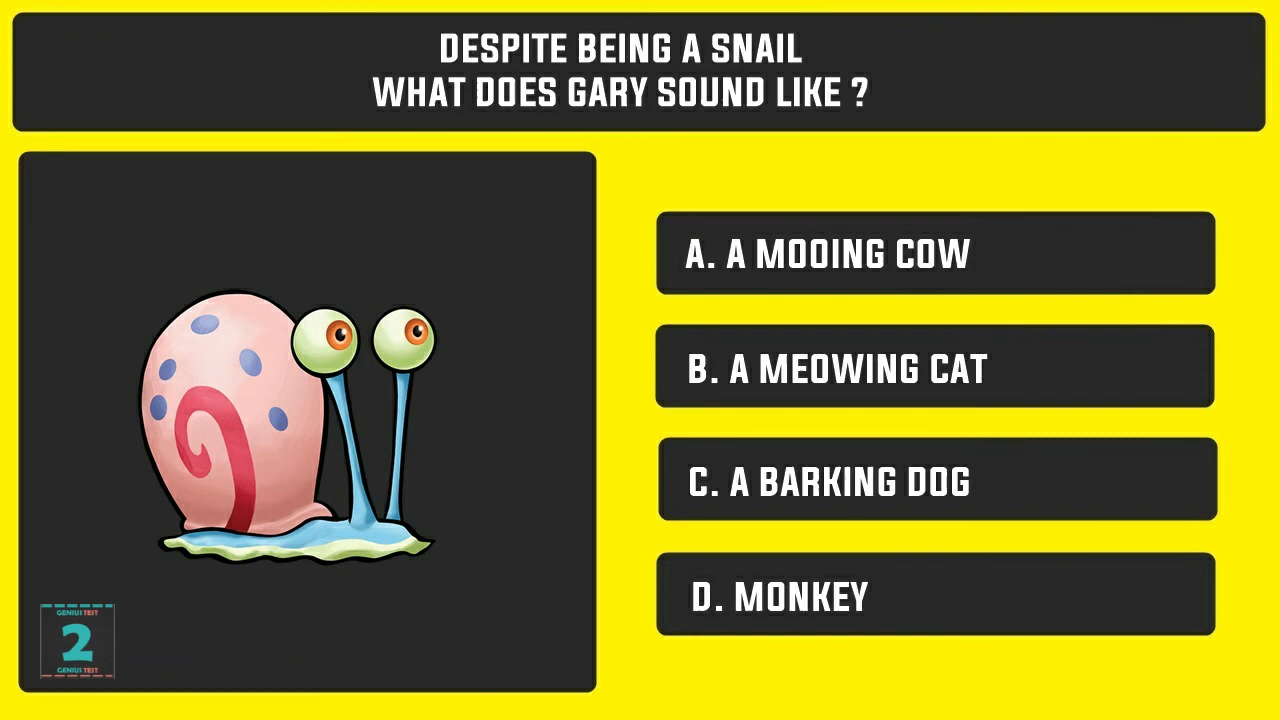 DESPITE BEING A SNAIL
WHAT DOES GARY SOUND LIKE ?
A. A MOOING COW
B. A MEOWING CAT
C. A BARKING DOG
D. MONKEY
GENIUS TEST
2
GENIUS TEST